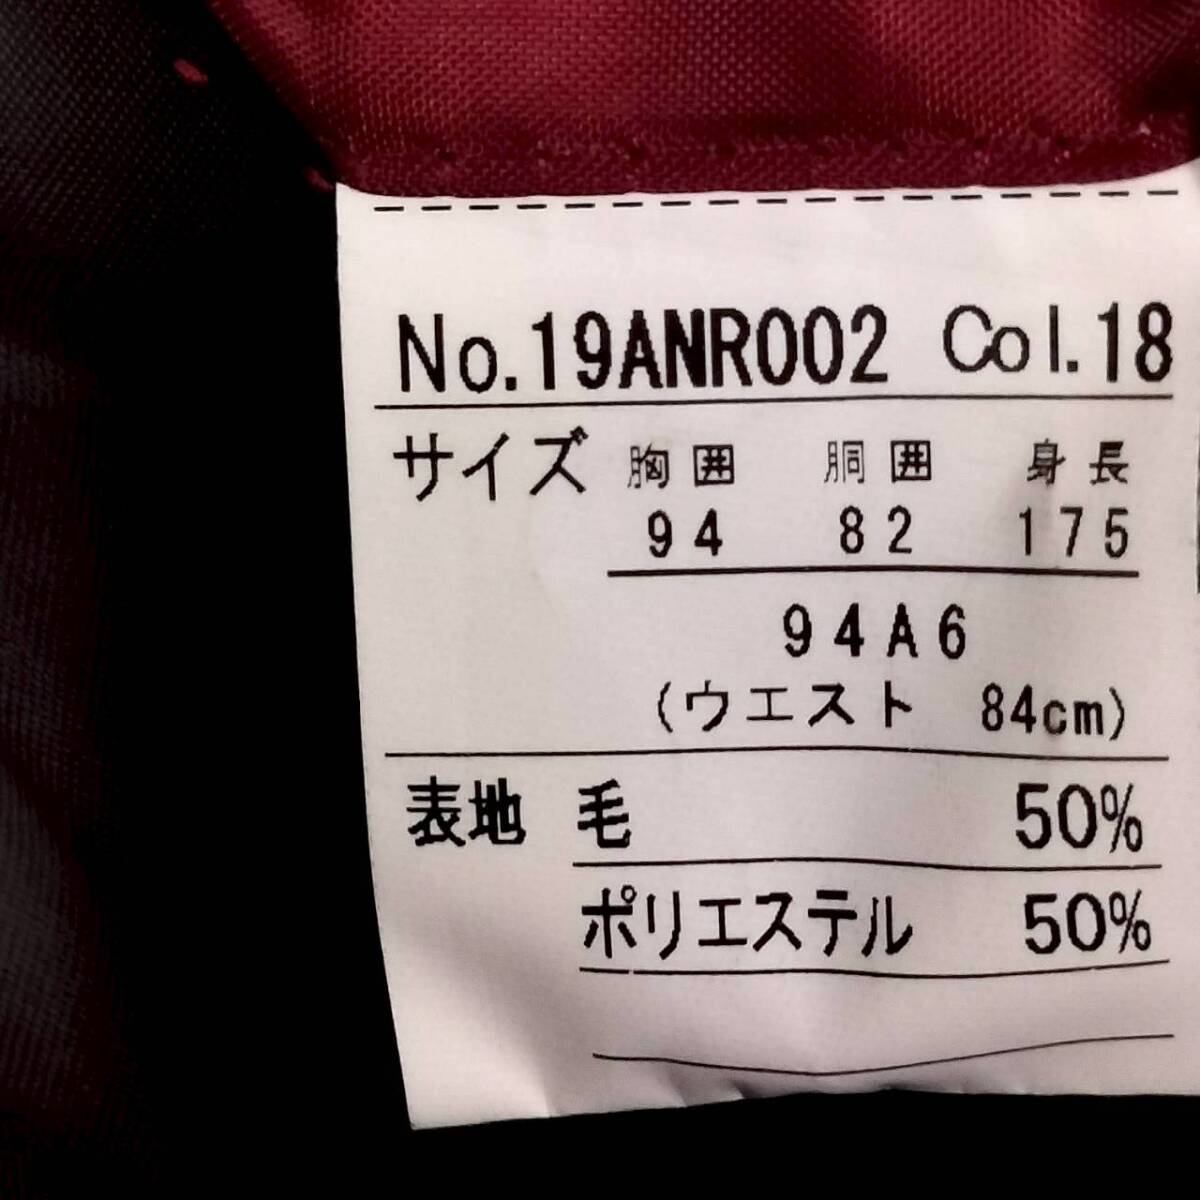 No.19ANR002 Col.18
サイズ 胸囲 胴囲 身長
94 82 175
94A6
(ウエスト 84cm)
表地 毛 50%
ポリエステル 50%